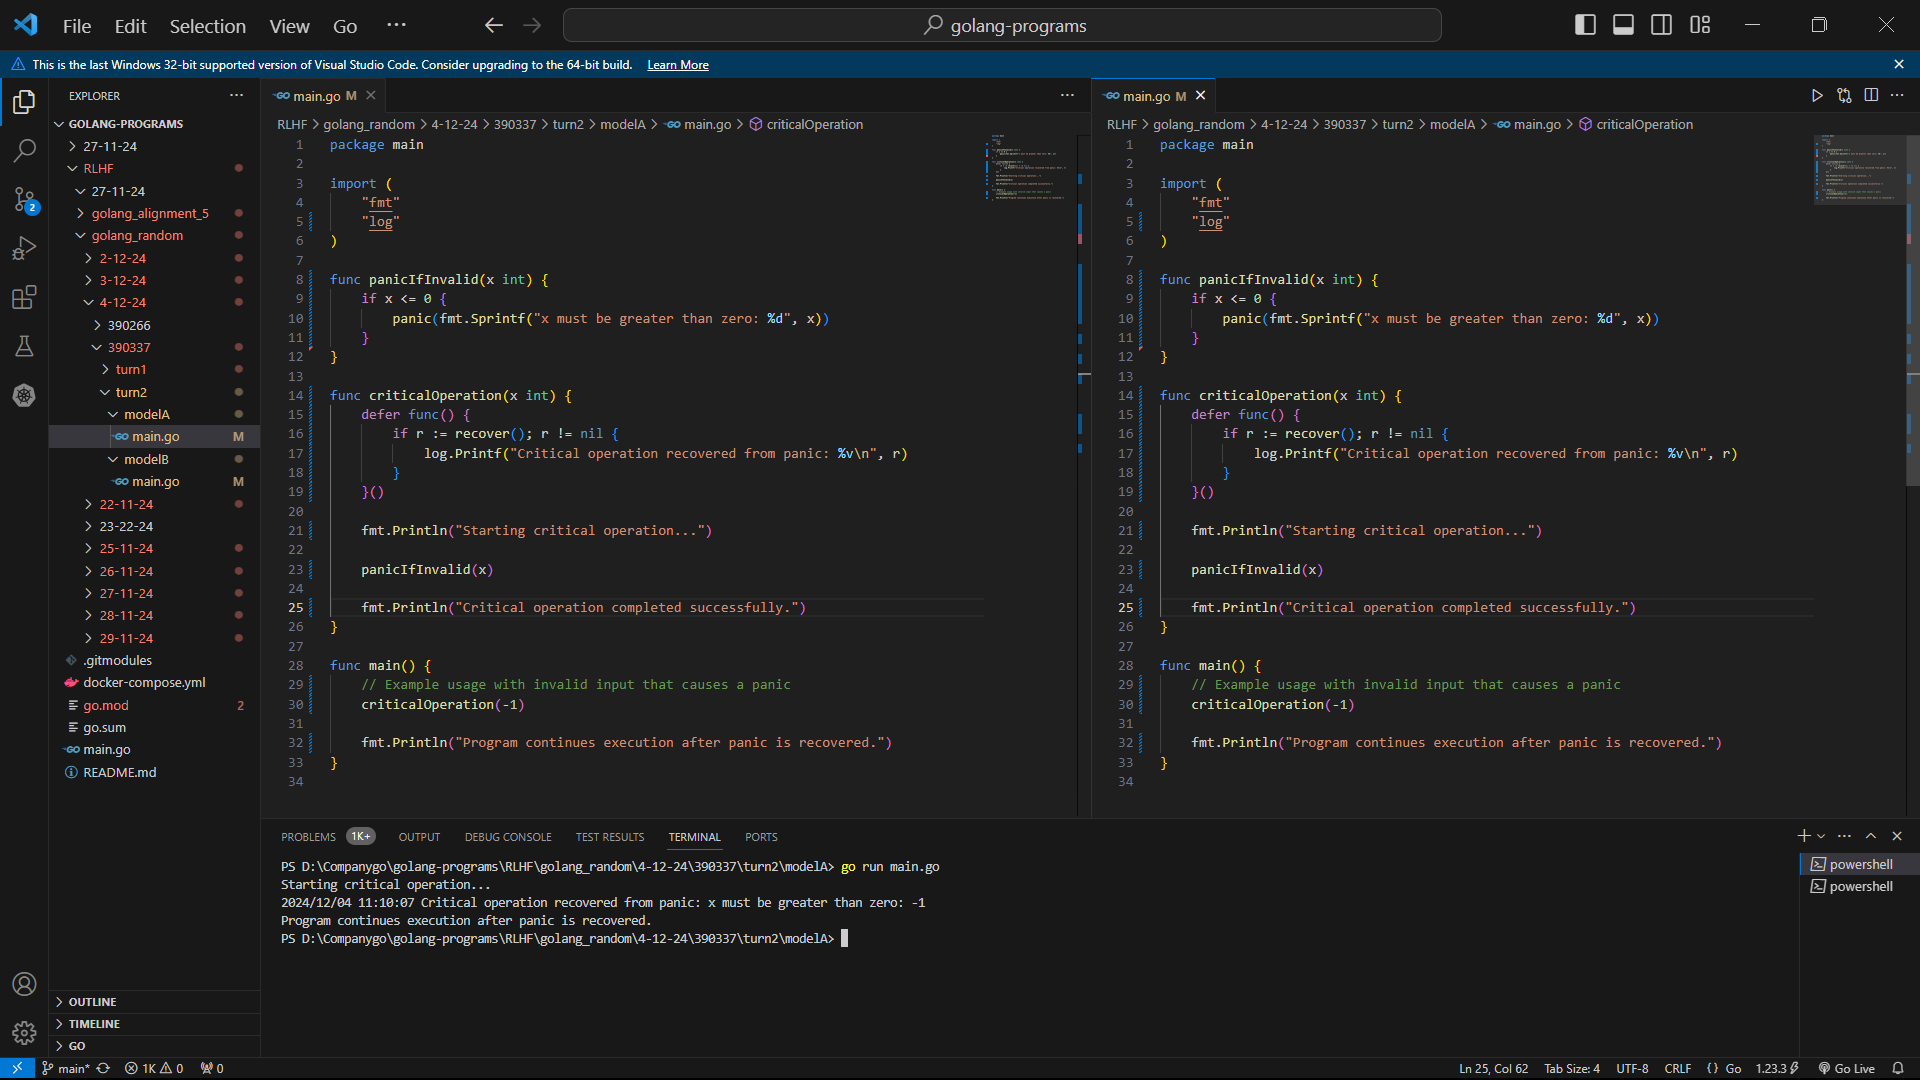 File Edit Selection View Go ··· golang-programs
This is the last Windows 32-bit supported version of Visual Studio Code. Consider upgrading to the 64-bit build. Learn More
EXPLORER
GOLANG-PROGRAMS
27-11-24
RLHF
27-11-24
golang_alignment_5
golang_random
2-12-24
3-12-24
4-12-24
390266
390337
turn1
turn2
modelA
main.go M
modelB
main.go M
22-11-24
23-22-24
25-11-24
26-11-24
27-11-24
28-11-24
29-11-24
.gitmodules
docker-compose.yml
go.mod 2
go.sum
main.go
README.md
OUTLINE
TIMELINE
GO
main.go M
RLHF > golang_random > 4-12-24 > 390337 > turn2 > modelA > main.go > criticalOperation
1 package main
2
3 import (
4 "fmt"
5 "log"
6 )
7
8 func panicIfInvalid(x int) {
9 if x <= 0 {
10 panic(fmt.Sprintf("x must be greater than zero: %d", x))
11 }
12 }
13
14 func criticalOperation(x int) {
15 defer func() {
16 if r := recover(); r != nil {
17 log.Printf("Critical operation recovered from panic: %v\n", r)
18 }
19 }()
20
21 fmt.Println("Starting critical operation...")
22
23 panicIfInvalid(x)
24
25 fmt.Println("Critical operation completed successfully.")
26 }
27
28 func main() {
29 // Example usage with invalid input that causes a panic
30 criticalOperation(-1)
31
32 fmt.Println("Program continues execution after panic is recovered.")
33 }
34
main.go M
RLHF > golang_random > 4-12-24 > 390337 > turn2 > modelA > main.go > criticalOperation
1 package main
2
3 import (
4 "fmt"
5 "log"
6 )
7
8 func panicIfInvalid(x int) {
9 if x <= 0 {
10 panic(fmt.Sprintf("x must be greater than zero: %d", x))
11 }
12 }
13
14 func criticalOperation(x int) {
15 defer func() {
16 if r := recover(); r != nil {
17 log.Printf("Critical operation recovered from panic: %v\n", r)
18 }
19 }()
20
21 fmt.Println("Starting critical operation...")
22
23 panicIfInvalid(x)
24
25 fmt.Println("Critical operation completed successfully.")
26 }
27
28 func main() {
29 // Example usage with invalid input that causes a panic
30 criticalOperation(-1)
31
32 fmt.Println("Program continues execution after panic is recovered.")
33 }
34
PROBLEMS 1K+ OUTPUT DEBUG CONSOLE TEST RESULTS TERMINAL PORTS
PS D:\Companygo\golang-programs\RLHF\golang_random\4-12-24\390337\turn2\modelA> go run main.go
Starting critical operation...
2024/12/04 11:10:07 Critical operation recovered from panic: x must be greater than zero: -1
Program continues execution after panic is recovered.
PS D:\Companygo\golang-programs\RLHF\golang_random\4-12-24\390337\turn2\modelA>
powershell
powershell
2
main* 1K 0 0 Ln 25, Col 62 Tab Size: 4 UTF-8 CRLF {} Go 1.23.3 Go Live